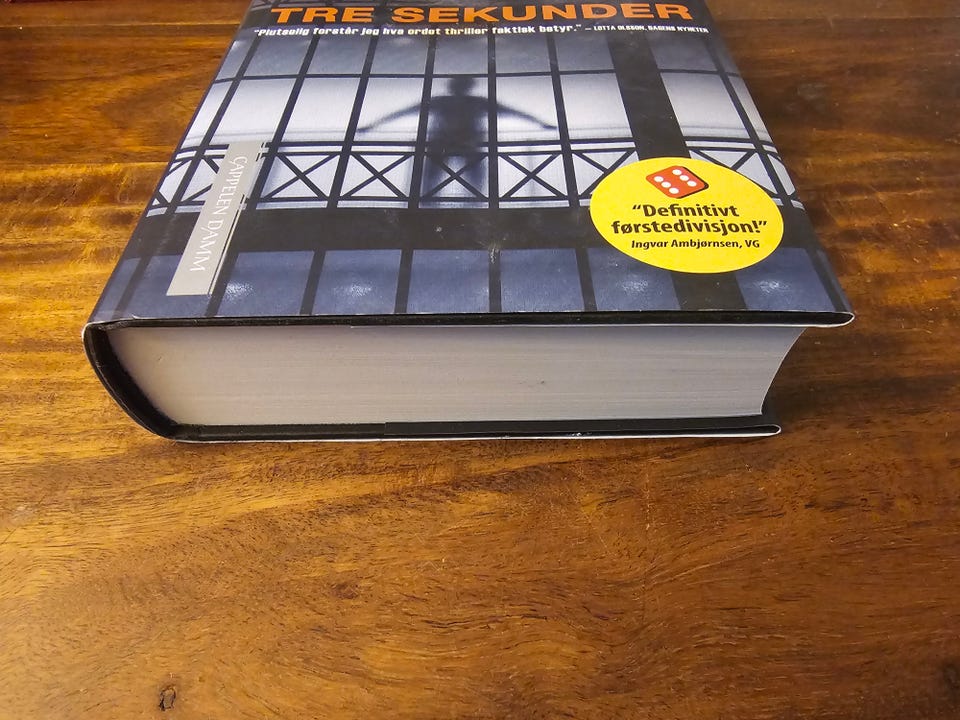 TRE SEKUNDER
"Plutselig forstår jeg hva ordet thriller faktisk betyr." – LOTTA OLSSON, DAGENS NYHETER
CAPPELEN DAMM
"Definitivt
førstedivisjon!"
Ingvar Ambjørnsen, VG